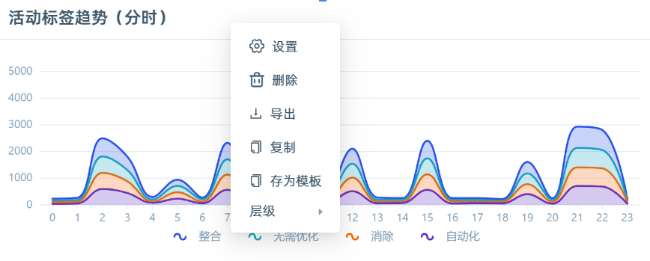 活动标签趋势（分时）
设置
删除
导出
复制
存为模板
层级
5000
4000
3000
2000
1000
0
0 1 2 3 4 5 6 7 12 13 14 15 16 17 18 19 20 21 22 23
整合 无需优化 消除 自动化